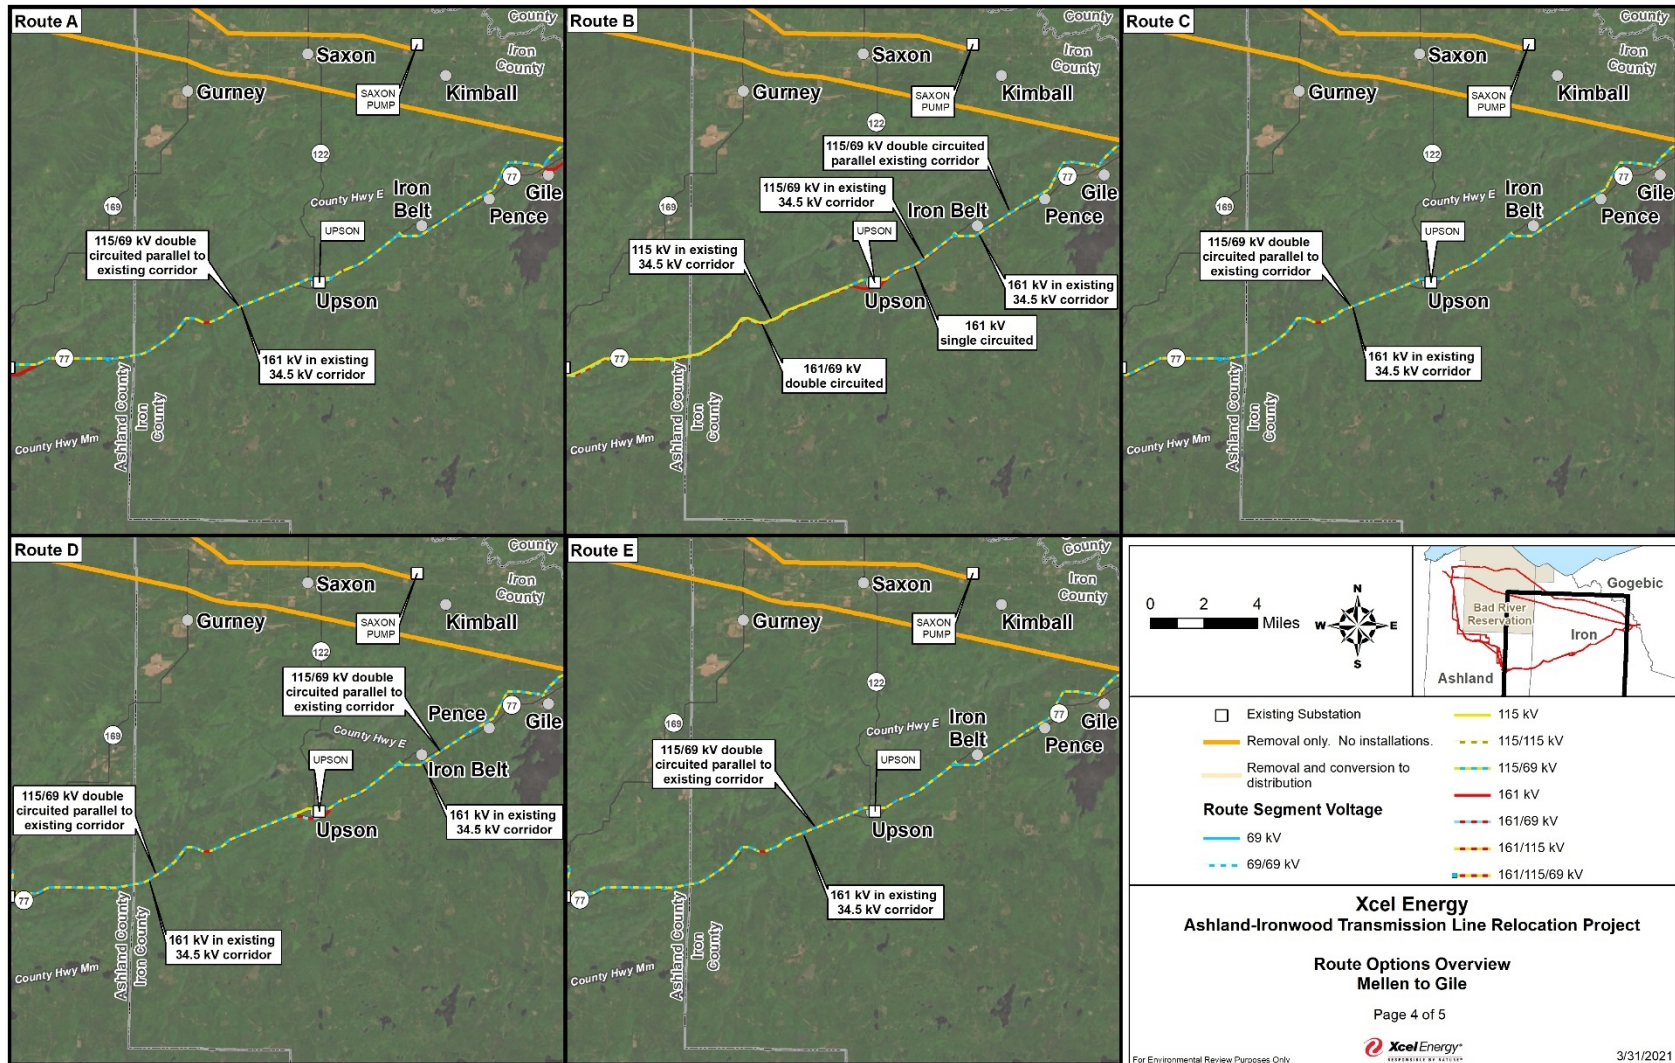 Route A
County
Iron
County
Saxon
SAXON
PUMP
Kimball
Gurney
122
77
Gile
Iron
Belt
County Hwy E
Pence
169
UPSON
115/69 kV double
circuited parallel to
existing corridor
Upson
161 kV in existing
34.5 kV corridor
77
Ashland County
Iron
County
County Hwy Mm
Route B
County
Iron
County
Saxon
SAXON
PUMP
Kimball
Gurney
122
115/69 kV double circuited
parallel existing corridor
77
Gile
115/69 kV in existing
34.5 kV corridor
Pence
169
Iron Belt
UPSON
115 kV in existing
34.5 kV corridor
161 kV in existing
34.5 kV corridor
Upson
161 kV
single circuited
77
161/69 kV
double circuited
Ashland County
Iron
County
County Hwy Mm
Route C
County
Iron
County
Saxon
SAXON
PUMP
Kimball
Gurney
122
77
Gile
Iron
Belt
County Hwy E
Pence
169
UPSON
115/69 kV double
circuited parallel to
existing corridor
Upson
161 kV in existing
34.5 kV corridor
77
Ashland County
Iron
County
County Hwy Mm
Route D
County
Iron
County
Saxon
SAXON
PUMP
Kimball
Gurney
122
115/69 kV double
circuited parallel to
existing corridor
77
Pence
Gile
County Hwy E
169
UPSON
Iron Belt
115/69 kV double
circuited parallel to
existing corridor
161 kV in existing
34.5 kV corridor
Upson
77
Ashland County
Iron County
161 kV in existing
34.5 kV corridor
County Hwy Mm
Route E
County
Iron
County
Saxon
SAXON
PUMP
Kimball
Gurney
122
77
Gile
169
County Hwy E
Iron
Belt
Pence
115/69 kV double
circuited parallel to
existing corridor
UPSON
Upson
161 kV in existing
34.5 kV corridor
77
Ashland County
Iron
County
County Hwy Mm
0 2 4
Miles
N
W E
S
Gogebic
Bad River
Reservation
Iron
Ashland
Existing Substation
Removal only. No installations.
Removal and conversion to
distribution
Route Segment Voltage
69 kV
69/69 kV
115 kV
115/115 kV
115/69 kV
161 kV
161/69 kV
161/115 kV
161/115/69 kV
Xcel Energy
Ashland-Ironwood Transmission Line Relocation Project
Route Options Overview
Mellen to Gile
Page 4 of 5
Xcel Energy®
RESPONSIBLE BY NATURE®
For Environmental Review Purposes Only
3/31/2021